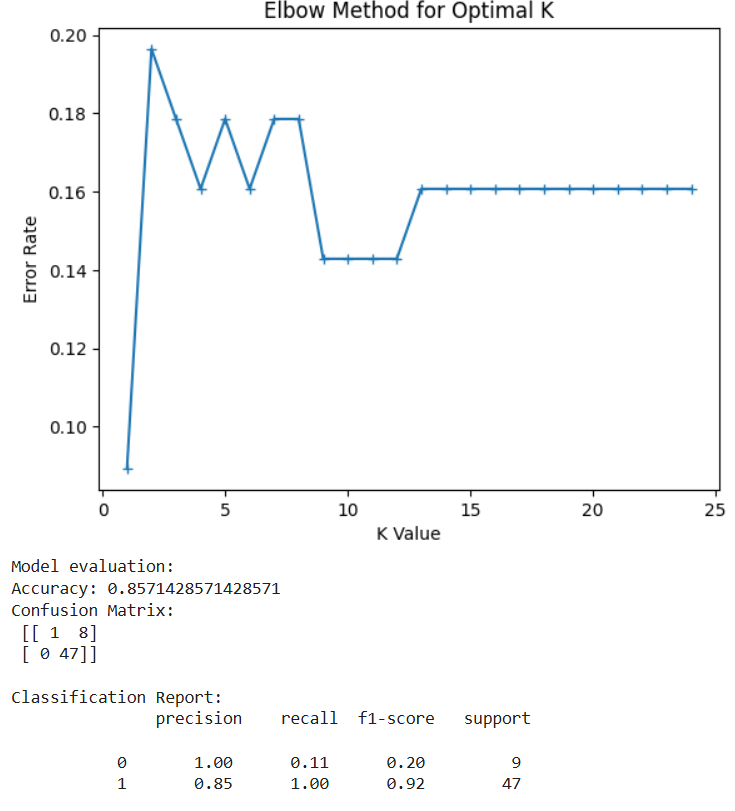 Elbow Method for Optimal K
0.20
0.18
0.16
0.14
0.12
0.10
Error Rate
0 5 10 15 20 25
K Value
Model evaluation:
Accuracy: 0.8571428571428571
Confusion Matrix:
[[ 1 8]
[ 0 47]]
Classification Report:
precision recall f1-score support
0 1.00 0.11 0.20 9
1 0.85 1.00 0.92 47